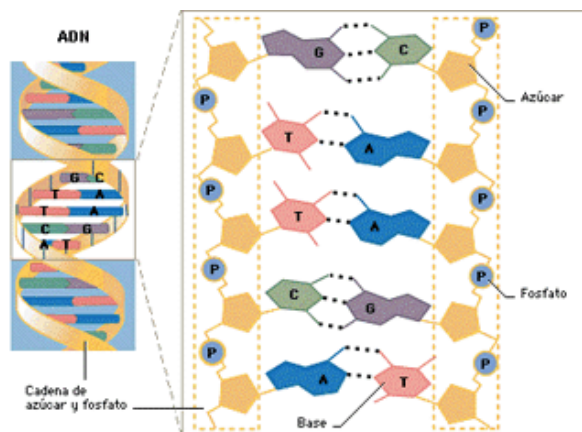 ADN
G C
T A
T A
C G
A T
Cadena de
azúcar y fosfato
P
G C
Azúcar
P P
T A
P P
T A
P P
C G
Fosfato
P P
A T
Base